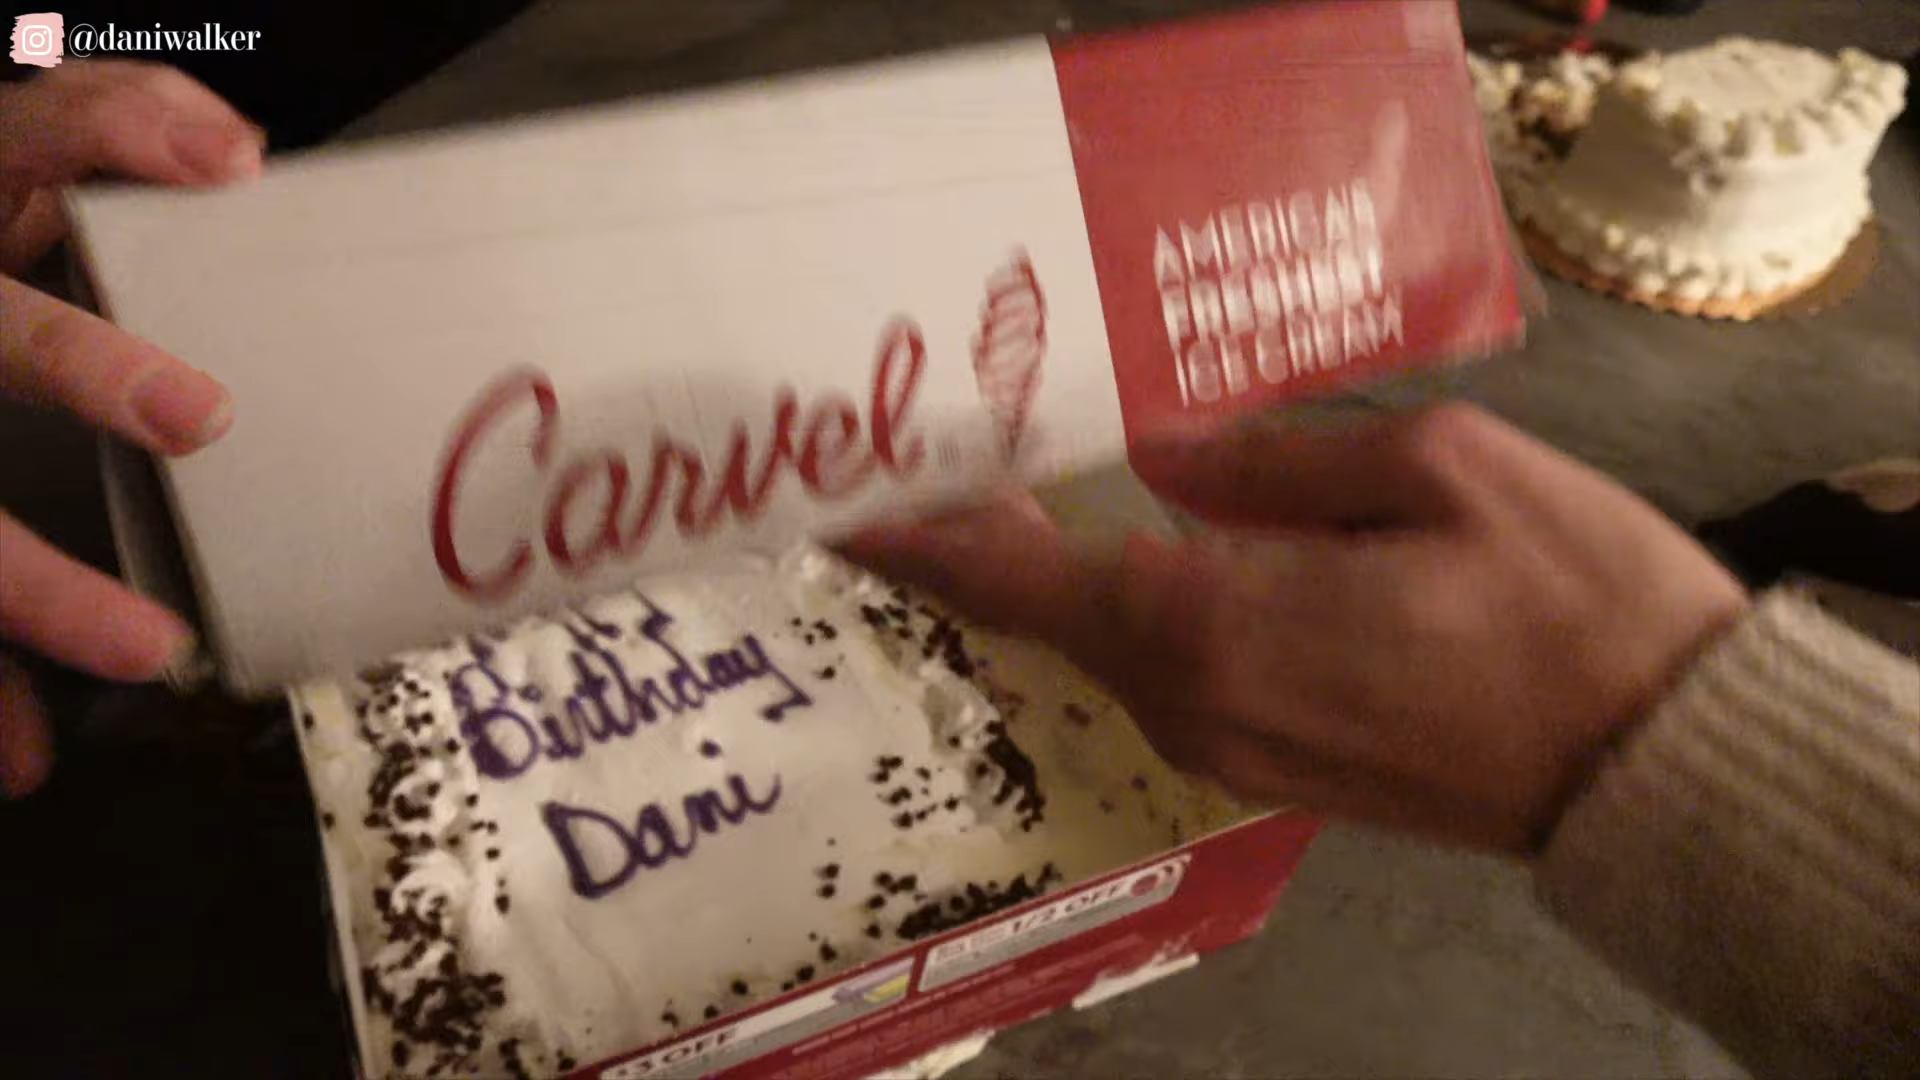 @daniwalker
Carvel
AMERICA'S
FRESHEST
ICE CREAM
Birthday
Dani
1/2 OFF
$3 OFF